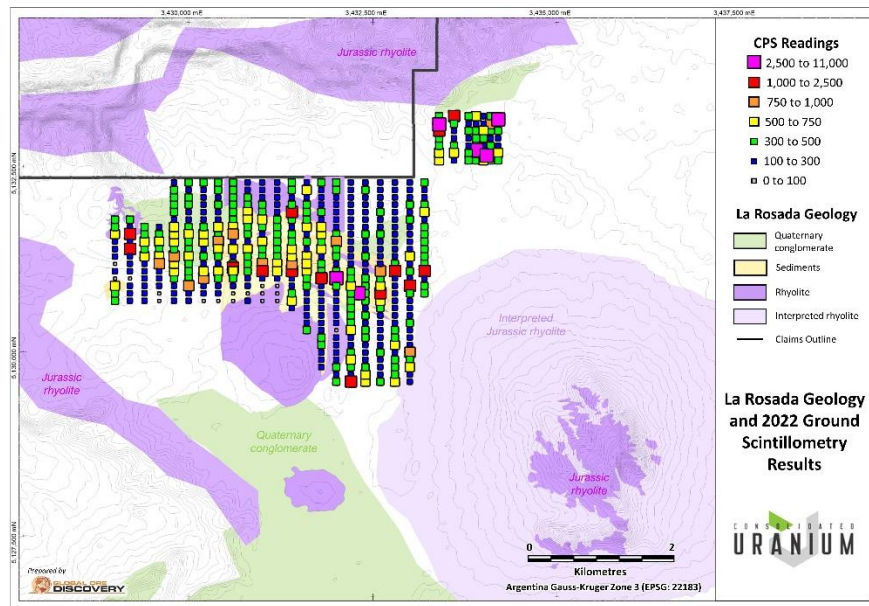 3,430,000 mE
3,432,500 mE
3,435,000 mE
3,437,500 mE
Jurassic rhyolite
5,132,500 mN
5,130,000 mN
5,127,500 mN
Interpreted
Jurassic rhyolite
Jurassic
rhyolite
Quaternary
conglomerate
Jurassic
rhyolite
0 2
Kilometres
Argentina Gauss-Kruger Zone 3 (EPSG: 22183)
Prepared by
GLOBAL ORE
DISCOVERY
CPS Readings
2,500 to 11,000
1,000 to 2,500
750 to 1,000
500 to 750
300 to 500
100 to 300
0 to 100
La Rosada Geology
Quaternary
conglomerate
Sediments
Rhyolite
Interpreted rhyolite
Claims Outline
La Rosada Geology
and 2022 Ground
Scintillometry
Results
CONSOLIDATED
URANIUM